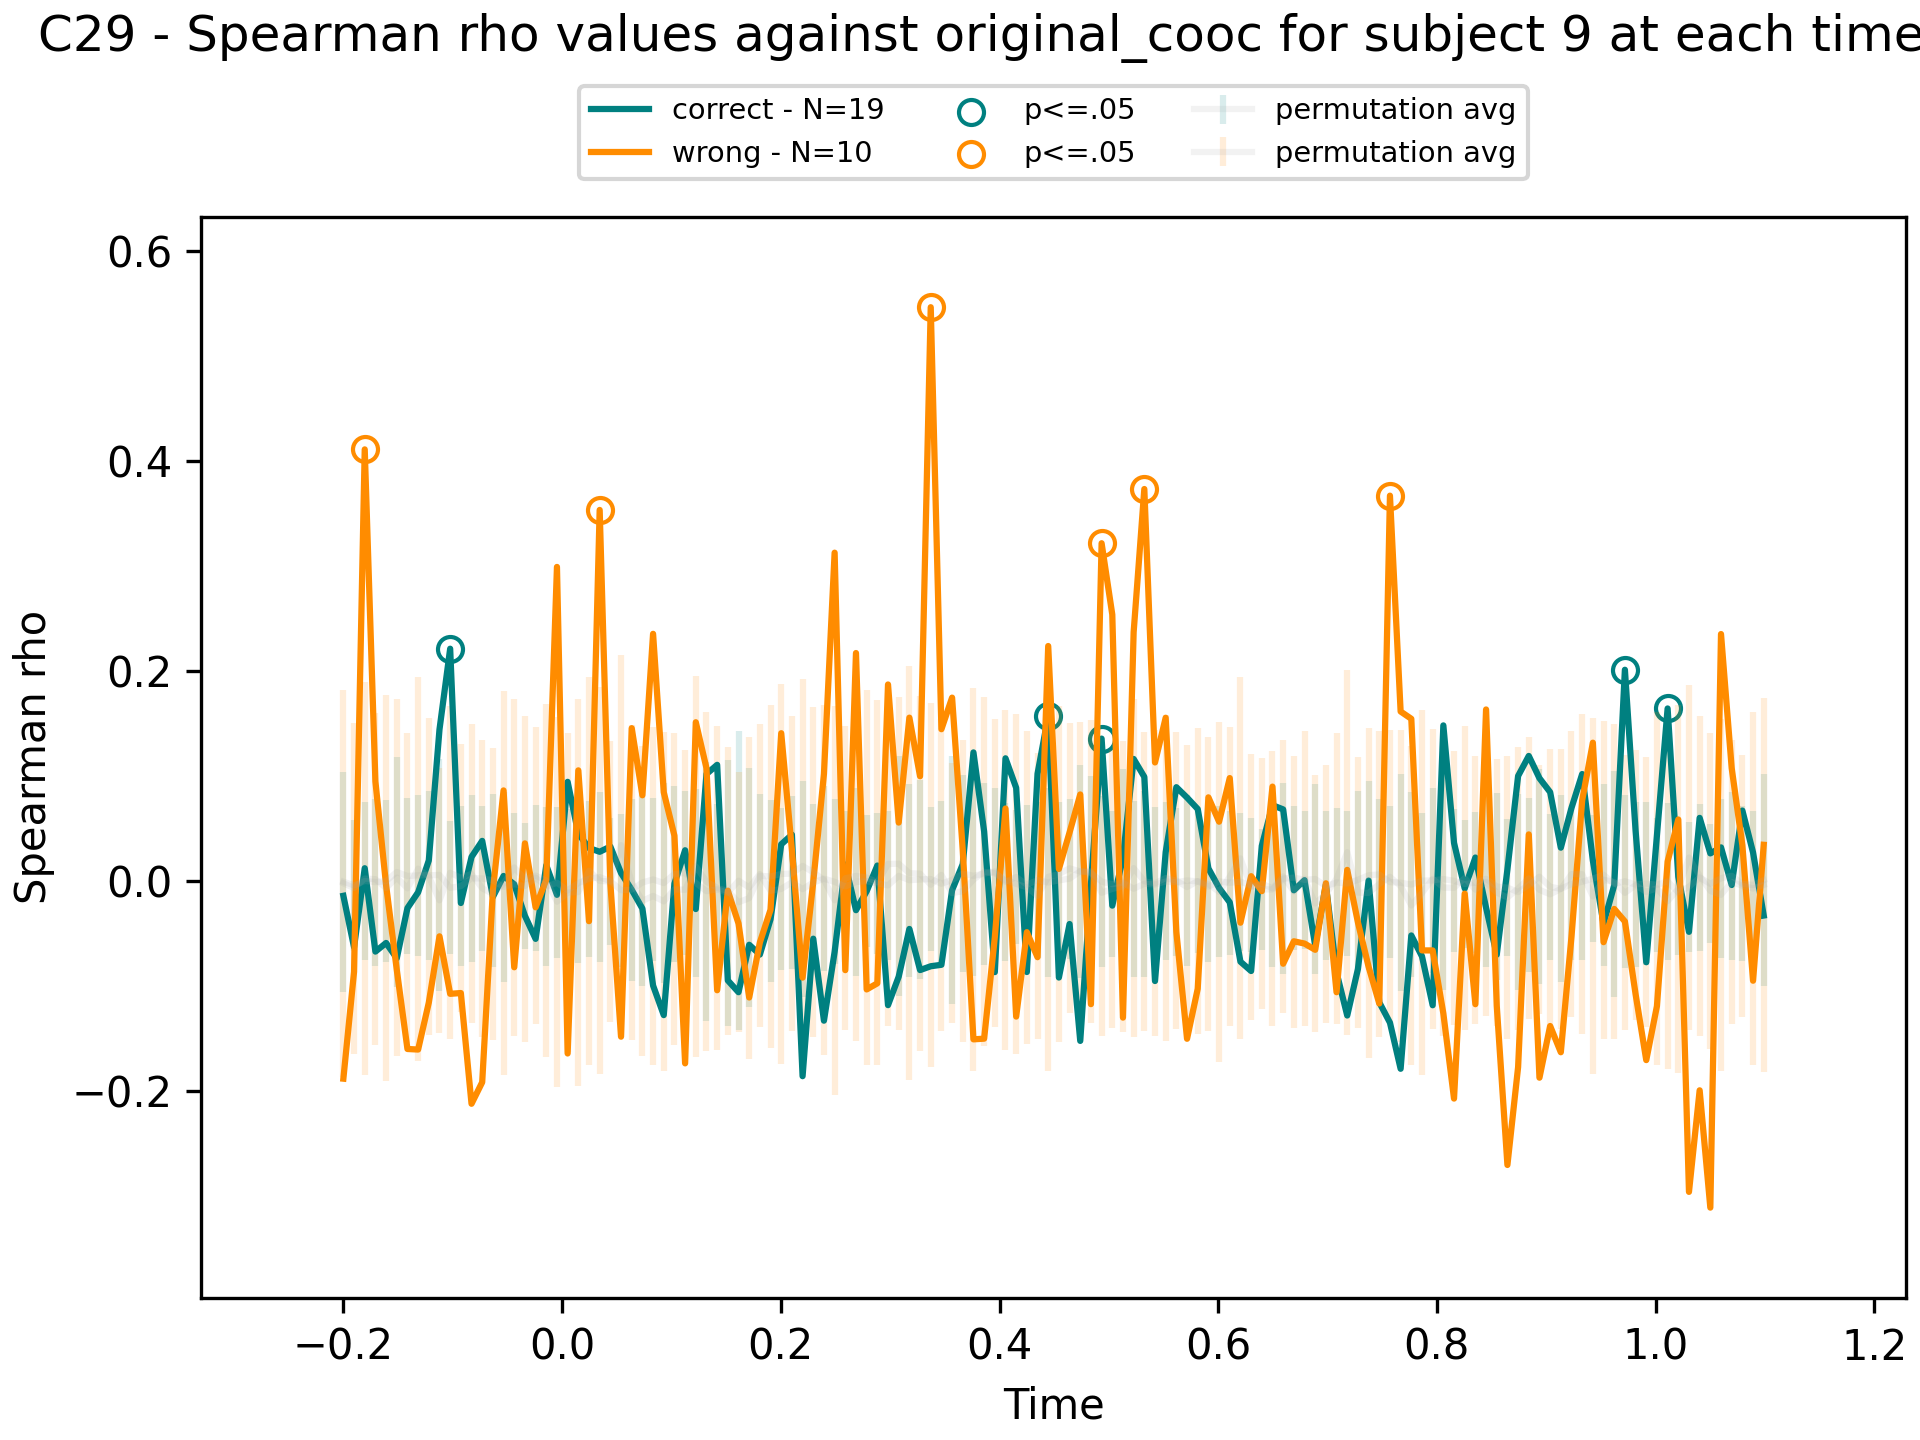 C29 - Spearman rho values against original_cooc for subject 9 at each time
correct - N=19
wrong - N=10
p<=.05
p<=.05
permutation avg
permutation avg
Spearman rho
0.6
0.4
0.2
0.0
−0.2
−0.2
0.0
0.2
0.4
0.6
0.8
1.0
1.2
Time